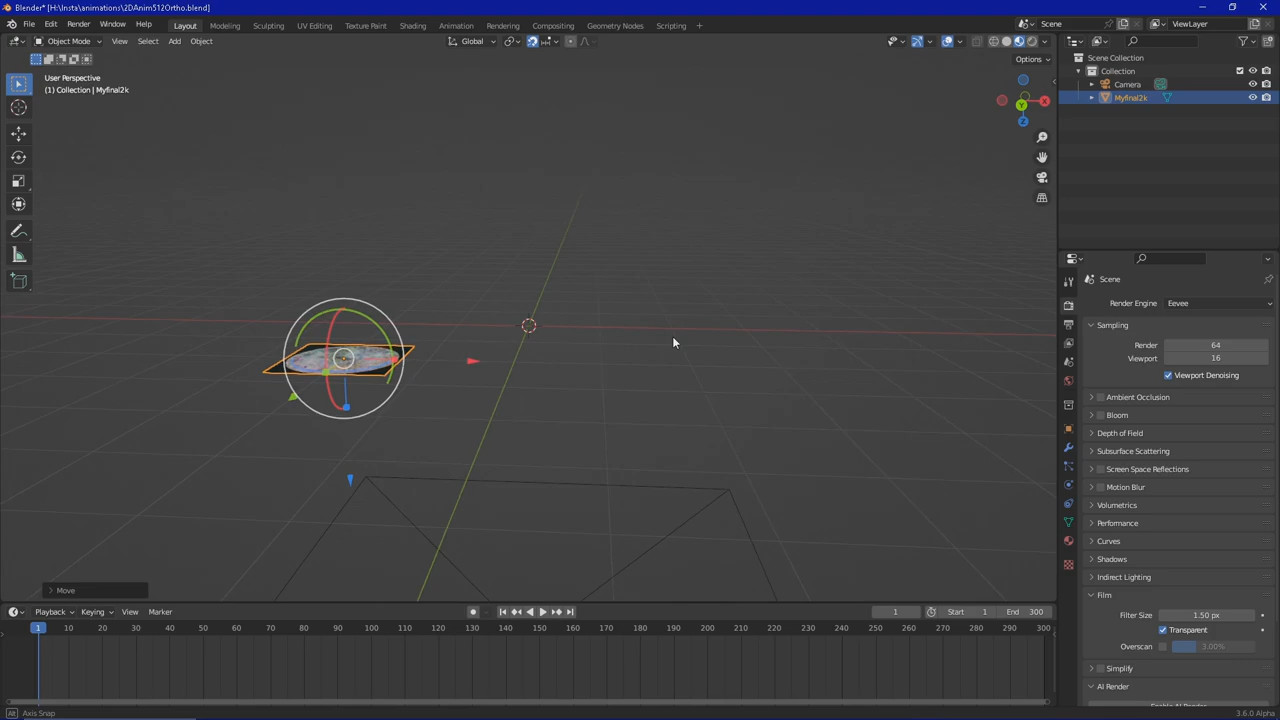 Blender* [H:\Insta\animations\2DAnim512Ortho.blend]
File Edit Render Window Help Layout Modeling Sculpting UV Editing Texture Paint Shading Animation Rendering Compositing Geometry Nodes Scripting + Scene ViewLayer
Object Mode View Select Add Object Global
Options
User Perspective
(1) Collection | Myfinal2k
X
Y
Z
Move
Scene Collection
Collection
Camera
Myfinal2k
Scene
Render Engine Eevee
Sampling
Render 64
Viewport 16
Viewport Denoising
Ambient Occlusion
Bloom
Depth of Field
Subsurface Scattering
Screen Space Reflections
Motion Blur
Volumetrics
Performance
Curves
Shadows
Indirect Lighting
Film
Filter Size 1.50 px
Transparent
Overscan 3.00%
Simplify
AI Render
Playback Keying View Marker 1 Start 1 End 300
1 10 20 30 40 50 60 70 80 90 100 110 120 130 140 150 160 170 180 190 200 210 220 230 240 250 260 270 280 290 300
Alt Axis Snap 3.6.0 Alpha